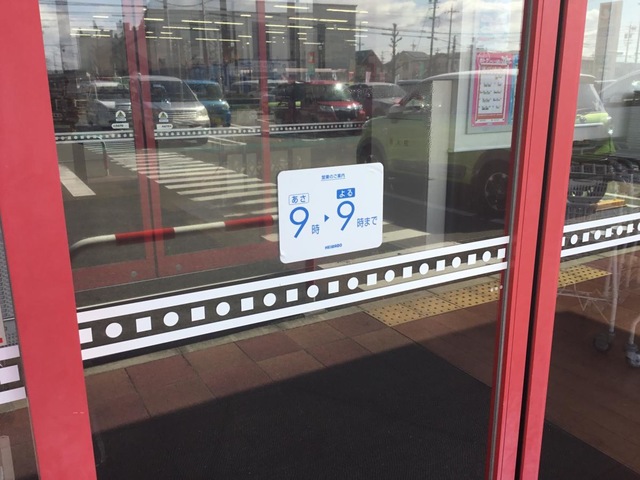 営業のご案内
あさ
9時
よる
9時まで